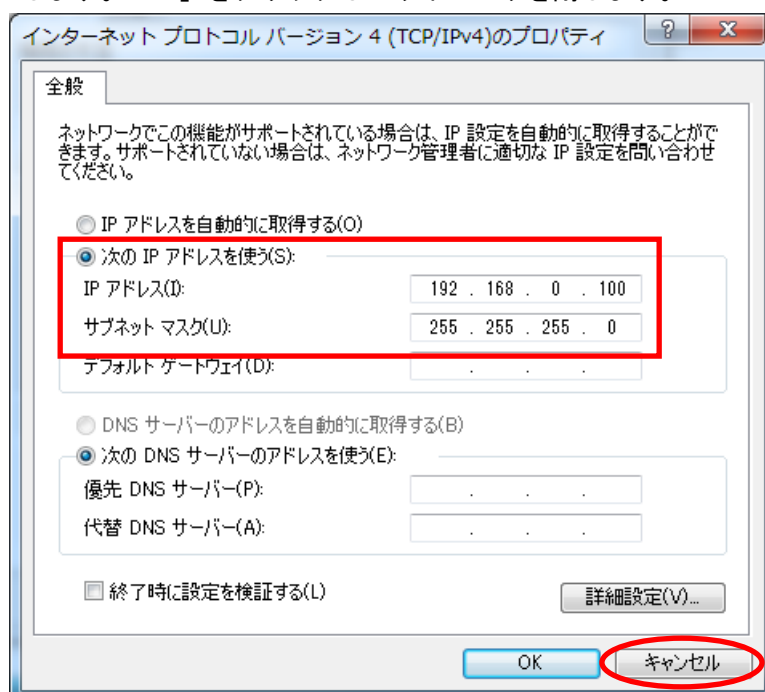 インターネット プロトコル バージョン 4 (TCP/IPv4)のプロパティ
全般
ネットワークでこの機能がサポートされている場合は、IP 設定を自動的に取得することがで
きます。サポートされていない場合は、ネットワーク管理者に適切な IP 設定を問い合わせ
てください。
IP アドレスを自動的に取得する(O)
次の IP アドレスを使う(S):
IP アドレス(I): 192 . 168 . 0 . 100
サブネット マスク(U): 255 . 255 . 255 . 0
デフォルト ゲートウェイ(D): . . .
DNS サーバーのアドレスを自動的に取得する(B)
次の DNS サーバーのアドレスを使う(E):
優先 DNS サーバー(P): . . .
代替 DNS サーバー(A): . . .
終了時に設定を検証する(L)
詳細設定(V)...
OK キャンセル